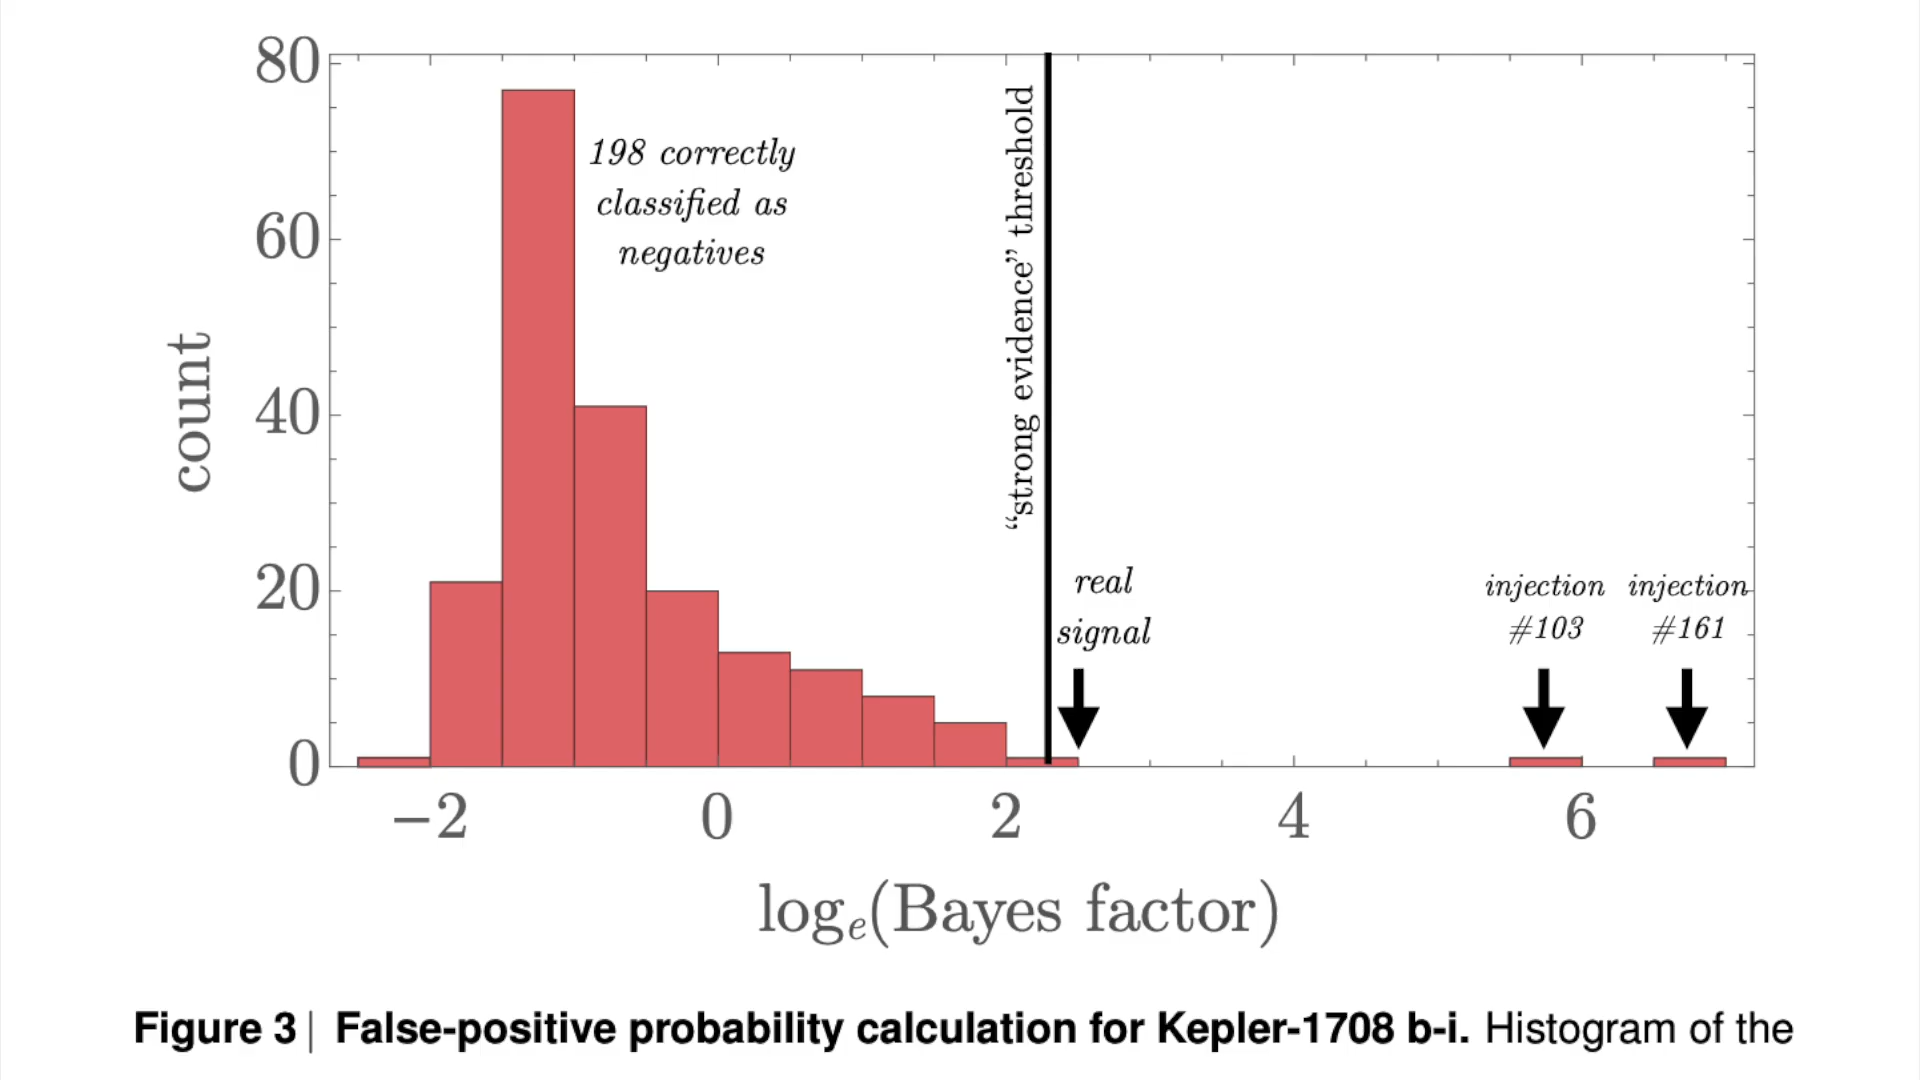 80
60
40
20
0
count
198 correctly
classified as
negatives
“strong evidence” threshold
real
signal
injection
#103
injection
#161
−2
0
2
4
6
logₑ(Bayes factor)
Figure 3| False-positive probability calculation for Kepler-1708 b-i. Histogram of the